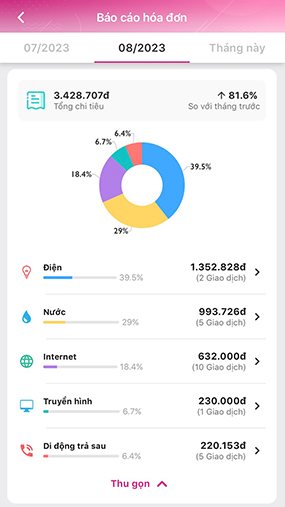 Báo cáo hóa đơn
07/2023 08/2023 Tháng này
3.428.707đ ↑ 81.6%
Tổng chi tiêu So với tháng trước
6.4%
6.7%
39.5%
18.4%
29%
Điện 1.352.828đ
39.5% (2 Giao dịch)
Nước 993.726đ
29% (5 Giao dịch)
Internet 632.000đ
18.4% (10 Giao dịch)
Truyền hình 230.000đ
6.7% (1 Giao dịch)
Di động trả sau 220.153đ
6.4% (5 Giao dịch)
Thu gọn